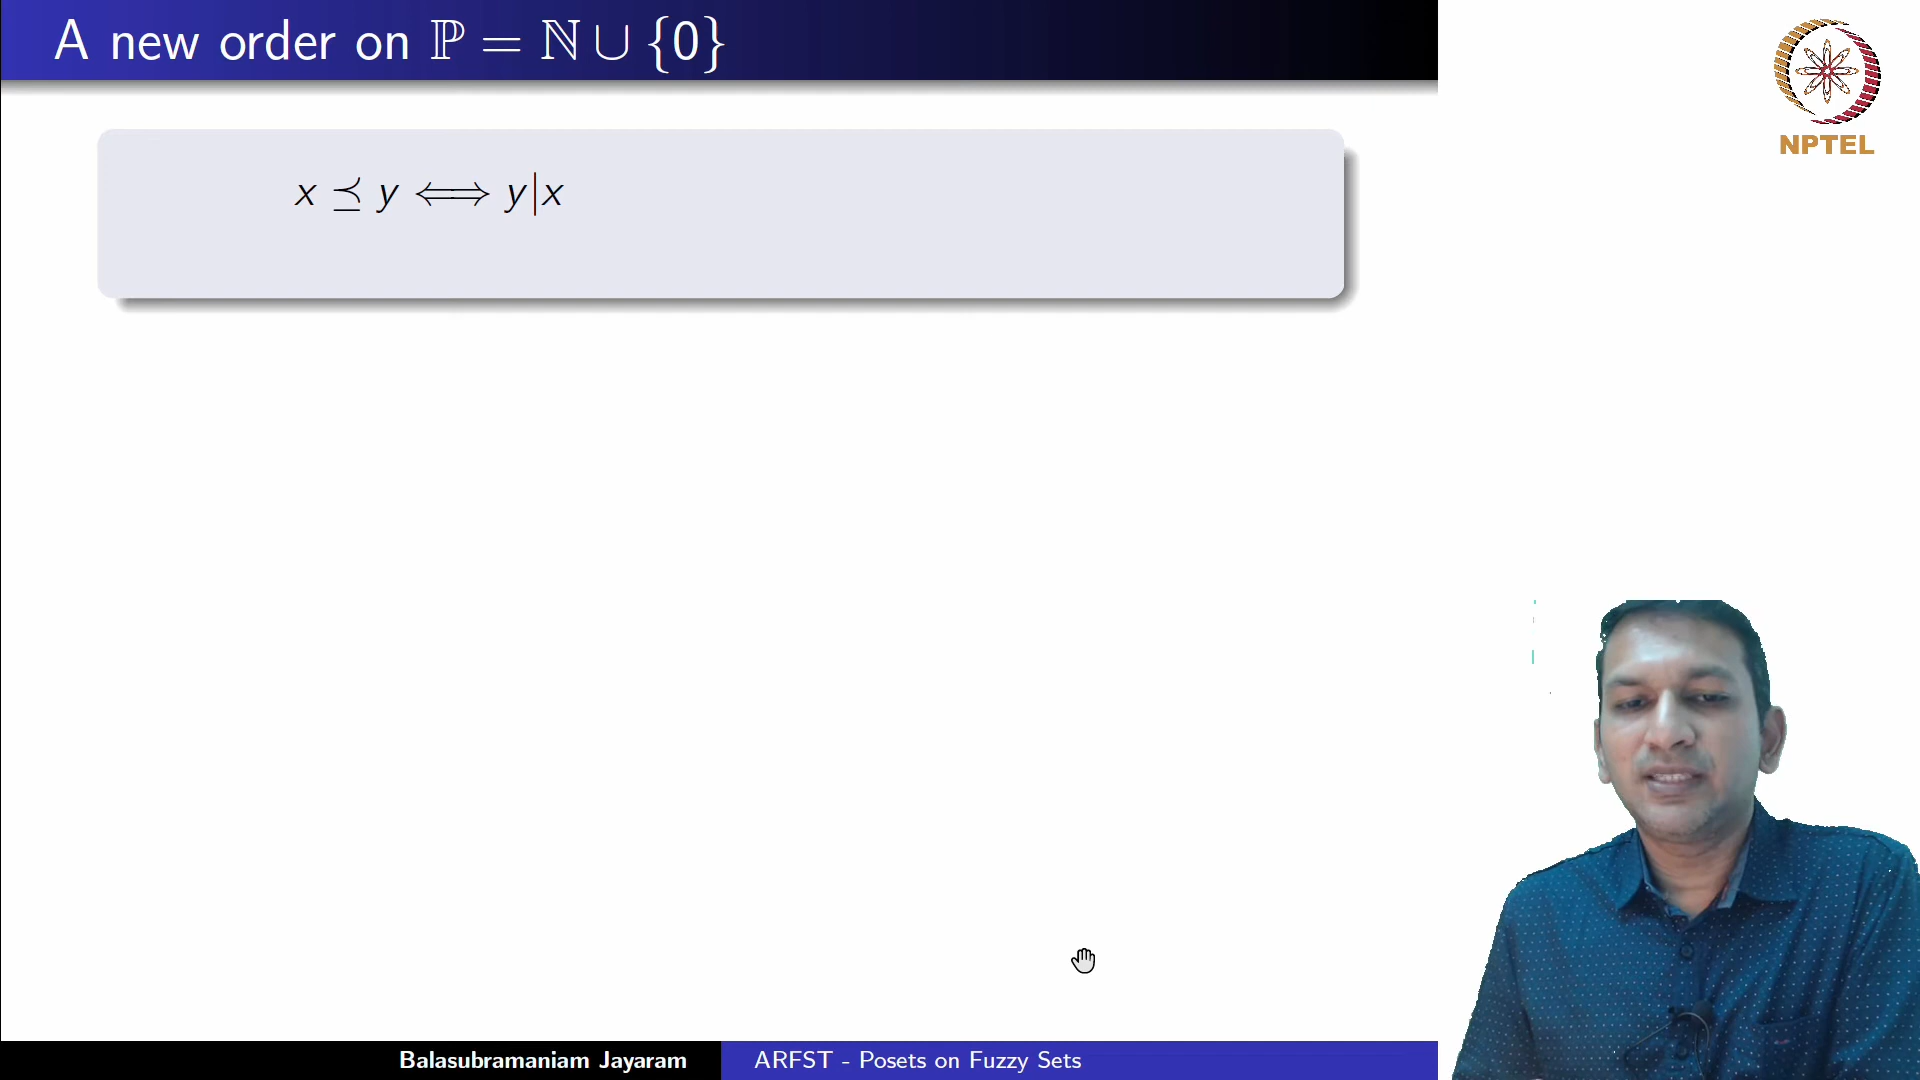 A new order on ℙ = ℕ ∪ {0}
NPTEL
x ⪯ y ⟺ y|x
Balasubramaniam Jayaram
ARFST - Posets on Fuzzy Sets